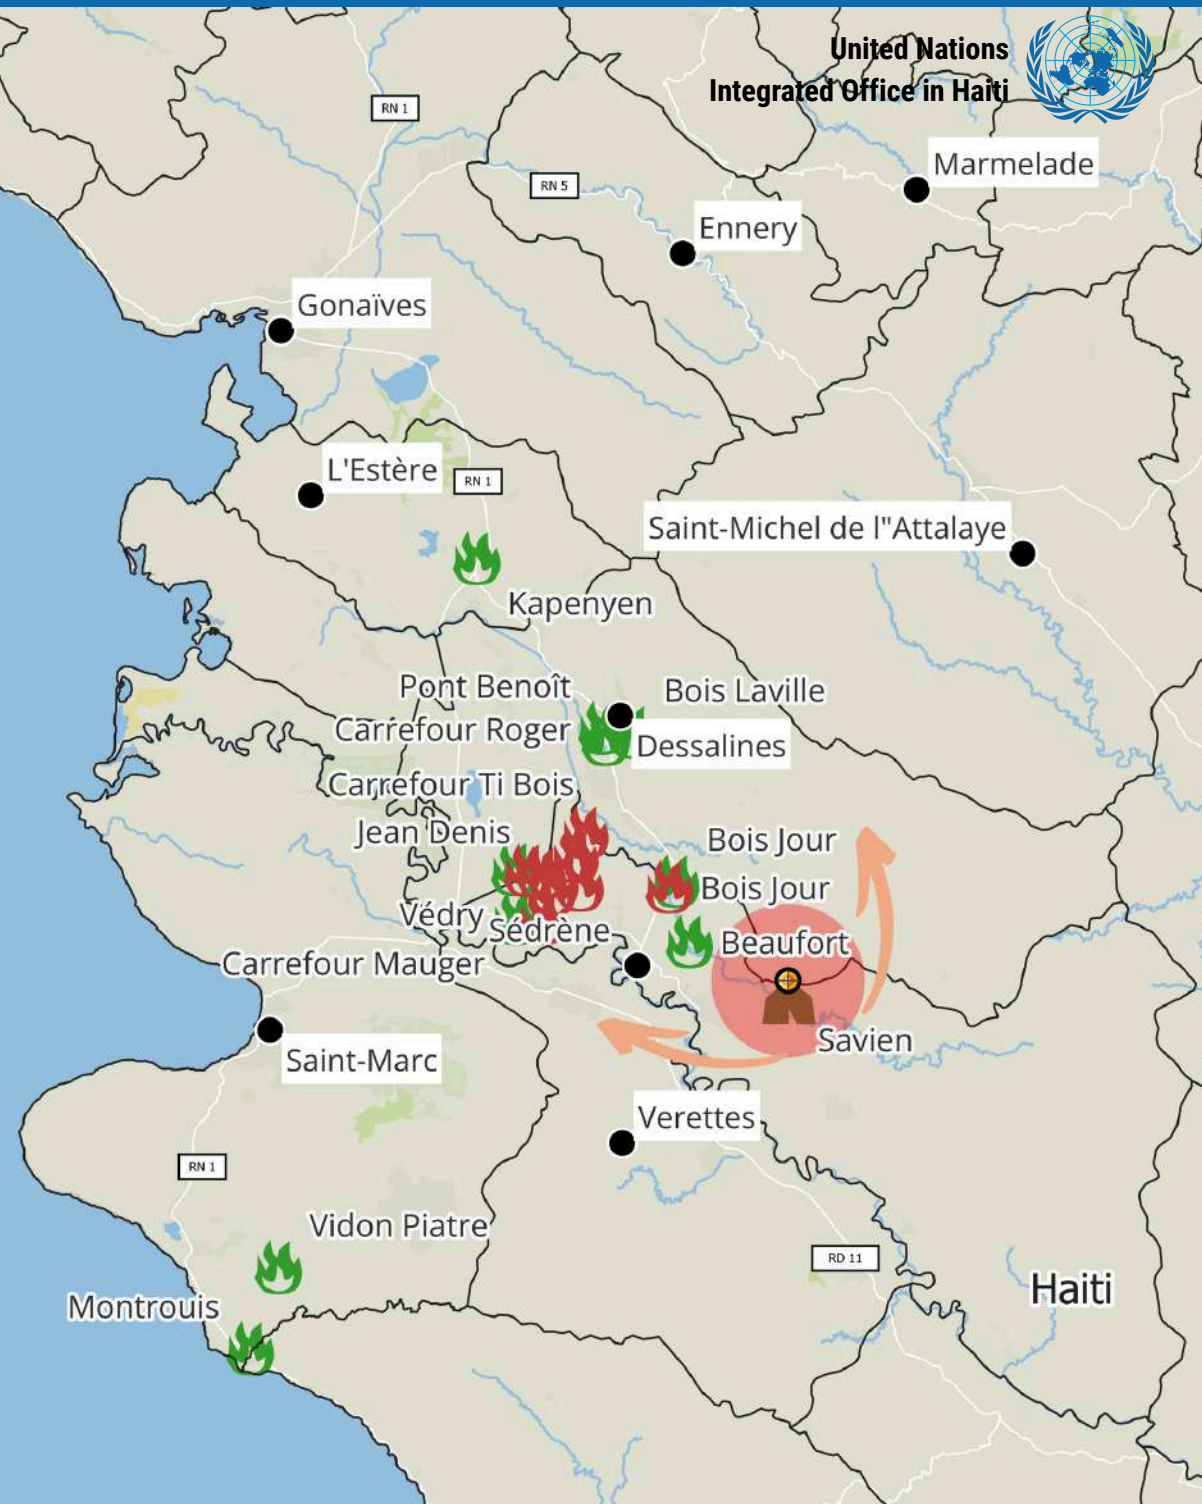 United Nations
Integrated Office in Haiti
RN 1
Marmelade
RN 5
Ennery
Gonaïves
L'Estère
RN 1
Saint-Michel de l"Attalaye
Kapenyen
Pont Benoît
Bois Laville
Carrefour Roger
Dessalines
Carrefour Ti Bois
Jean Denis
Bois Jour
Bois Jour
Védry
Sédrène
Beaufort
Carrefour Mauger
Savien
Saint-Marc
Verettes
RN 1
Vidon Piatre
RD 11
Haiti
Montrouis